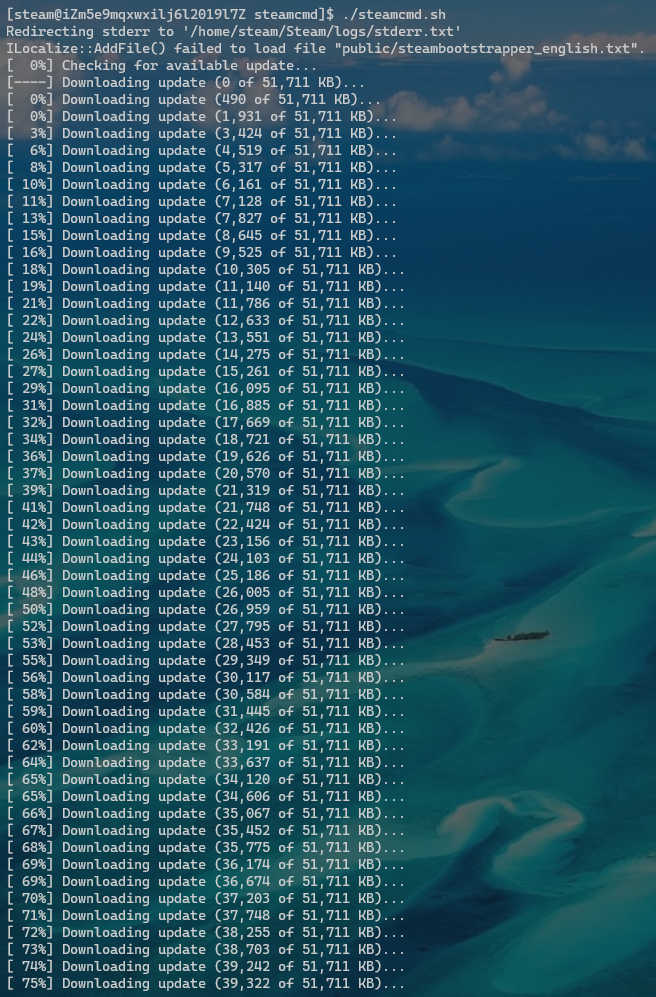 [steam@iZm5e9mqxwxilj6l2019l7Z steamcmd]$ ./steamcmd.sh
Redirecting stderr to '/home/steam/Steam/logs/stderr.txt'
ILocalize::AddFile() failed to load file "public/steambootstrapper_english.txt".
[  0%] Checking for available update...
[----] Downloading update (0 of 51,711 KB)...
[  0%] Downloading update (490 of 51,711 KB)...
[  0%] Downloading update (1,931 of 51,711 KB)...
[  3%] Downloading update (3,424 of 51,711 KB)...
[  6%] Downloading update (4,519 of 51,711 KB)...
[  8%] Downloading update (5,317 of 51,711 KB)...
[ 10%] Downloading update (6,161 of 51,711 KB)...
[ 11%] Downloading update (7,128 of 51,711 KB)...
[ 13%] Downloading update (7,827 of 51,711 KB)...
[ 15%] Downloading update (8,645 of 51,711 KB)...
[ 16%] Downloading update (9,525 of 51,711 KB)...
[ 18%] Downloading update (10,305 of 51,711 KB)...
[ 19%] Downloading update (11,140 of 51,711 KB)...
[ 21%] Downloading update (11,786 of 51,711 KB)...
[ 22%] Downloading update (12,633 of 51,711 KB)...
[ 24%] Downloading update (13,551 of 51,711 KB)...
[ 26%] Downloading update (14,275 of 51,711 KB)...
[ 27%] Downloading update (15,261 of 51,711 KB)...
[ 29%] Downloading update (16,095 of 51,711 KB)...
[ 31%] Downloading update (16,885 of 51,711 KB)...
[ 32%] Downloading update (17,669 of 51,711 KB)...
[ 34%] Downloading update (18,721 of 51,711 KB)...
[ 36%] Downloading update (19,626 of 51,711 KB)...
[ 37%] Downloading update (20,570 of 51,711 KB)...
[ 39%] Downloading update (21,319 of 51,711 KB)...
[ 41%] Downloading update (21,748 of 51,711 KB)...
[ 42%] Downloading update (22,424 of 51,711 KB)...
[ 43%] Downloading update (23,156 of 51,711 KB)...
[ 44%] Downloading update (24,103 of 51,711 KB)...
[ 46%] Downloading update (25,186 of 51,711 KB)...
[ 48%] Downloading update (26,005 of 51,711 KB)...
[ 50%] Downloading update (26,959 of 51,711 KB)...
[ 52%] Downloading update (27,795 of 51,711 KB)...
[ 53%] Downloading update (28,453 of 51,711 KB)...
[ 55%] Downloading update (29,349 of 51,711 KB)...
[ 56%] Downloading update (30,117 of 51,711 KB)...
[ 58%] Downloading update (30,584 of 51,711 KB)...
[ 59%] Downloading update (31,445 of 51,711 KB)...
[ 60%] Downloading update (32,426 of 51,711 KB)...
[ 62%] Downloading update (33,191 of 51,711 KB)...
[ 64%] Downloading update (33,637 of 51,711 KB)...
[ 65%] Downloading update (34,120 of 51,711 KB)...
[ 65%] Downloading update (34,606 of 51,711 KB)...
[ 66%] Downloading update (35,067 of 51,711 KB)...
[ 67%] Downloading update (35,452 of 51,711 KB)...
[ 68%] Downloading update (35,775 of 51,711 KB)...
[ 69%] Downloading update (36,174 of 51,711 KB)...
[ 69%] Downloading update (36,674 of 51,711 KB)...
[ 70%] Downloading update (37,203 of 51,711 KB)...
[ 71%] Downloading update (37,748 of 51,711 KB)...
[ 72%] Downloading update (38,255 of 51,711 KB)...
[ 73%] Downloading update (38,703 of 51,711 KB)...
[ 74%] Downloading update (39,242 of 51,711 KB)...
[ 75%] Downloading update (39,322 of 51,711 KB)...